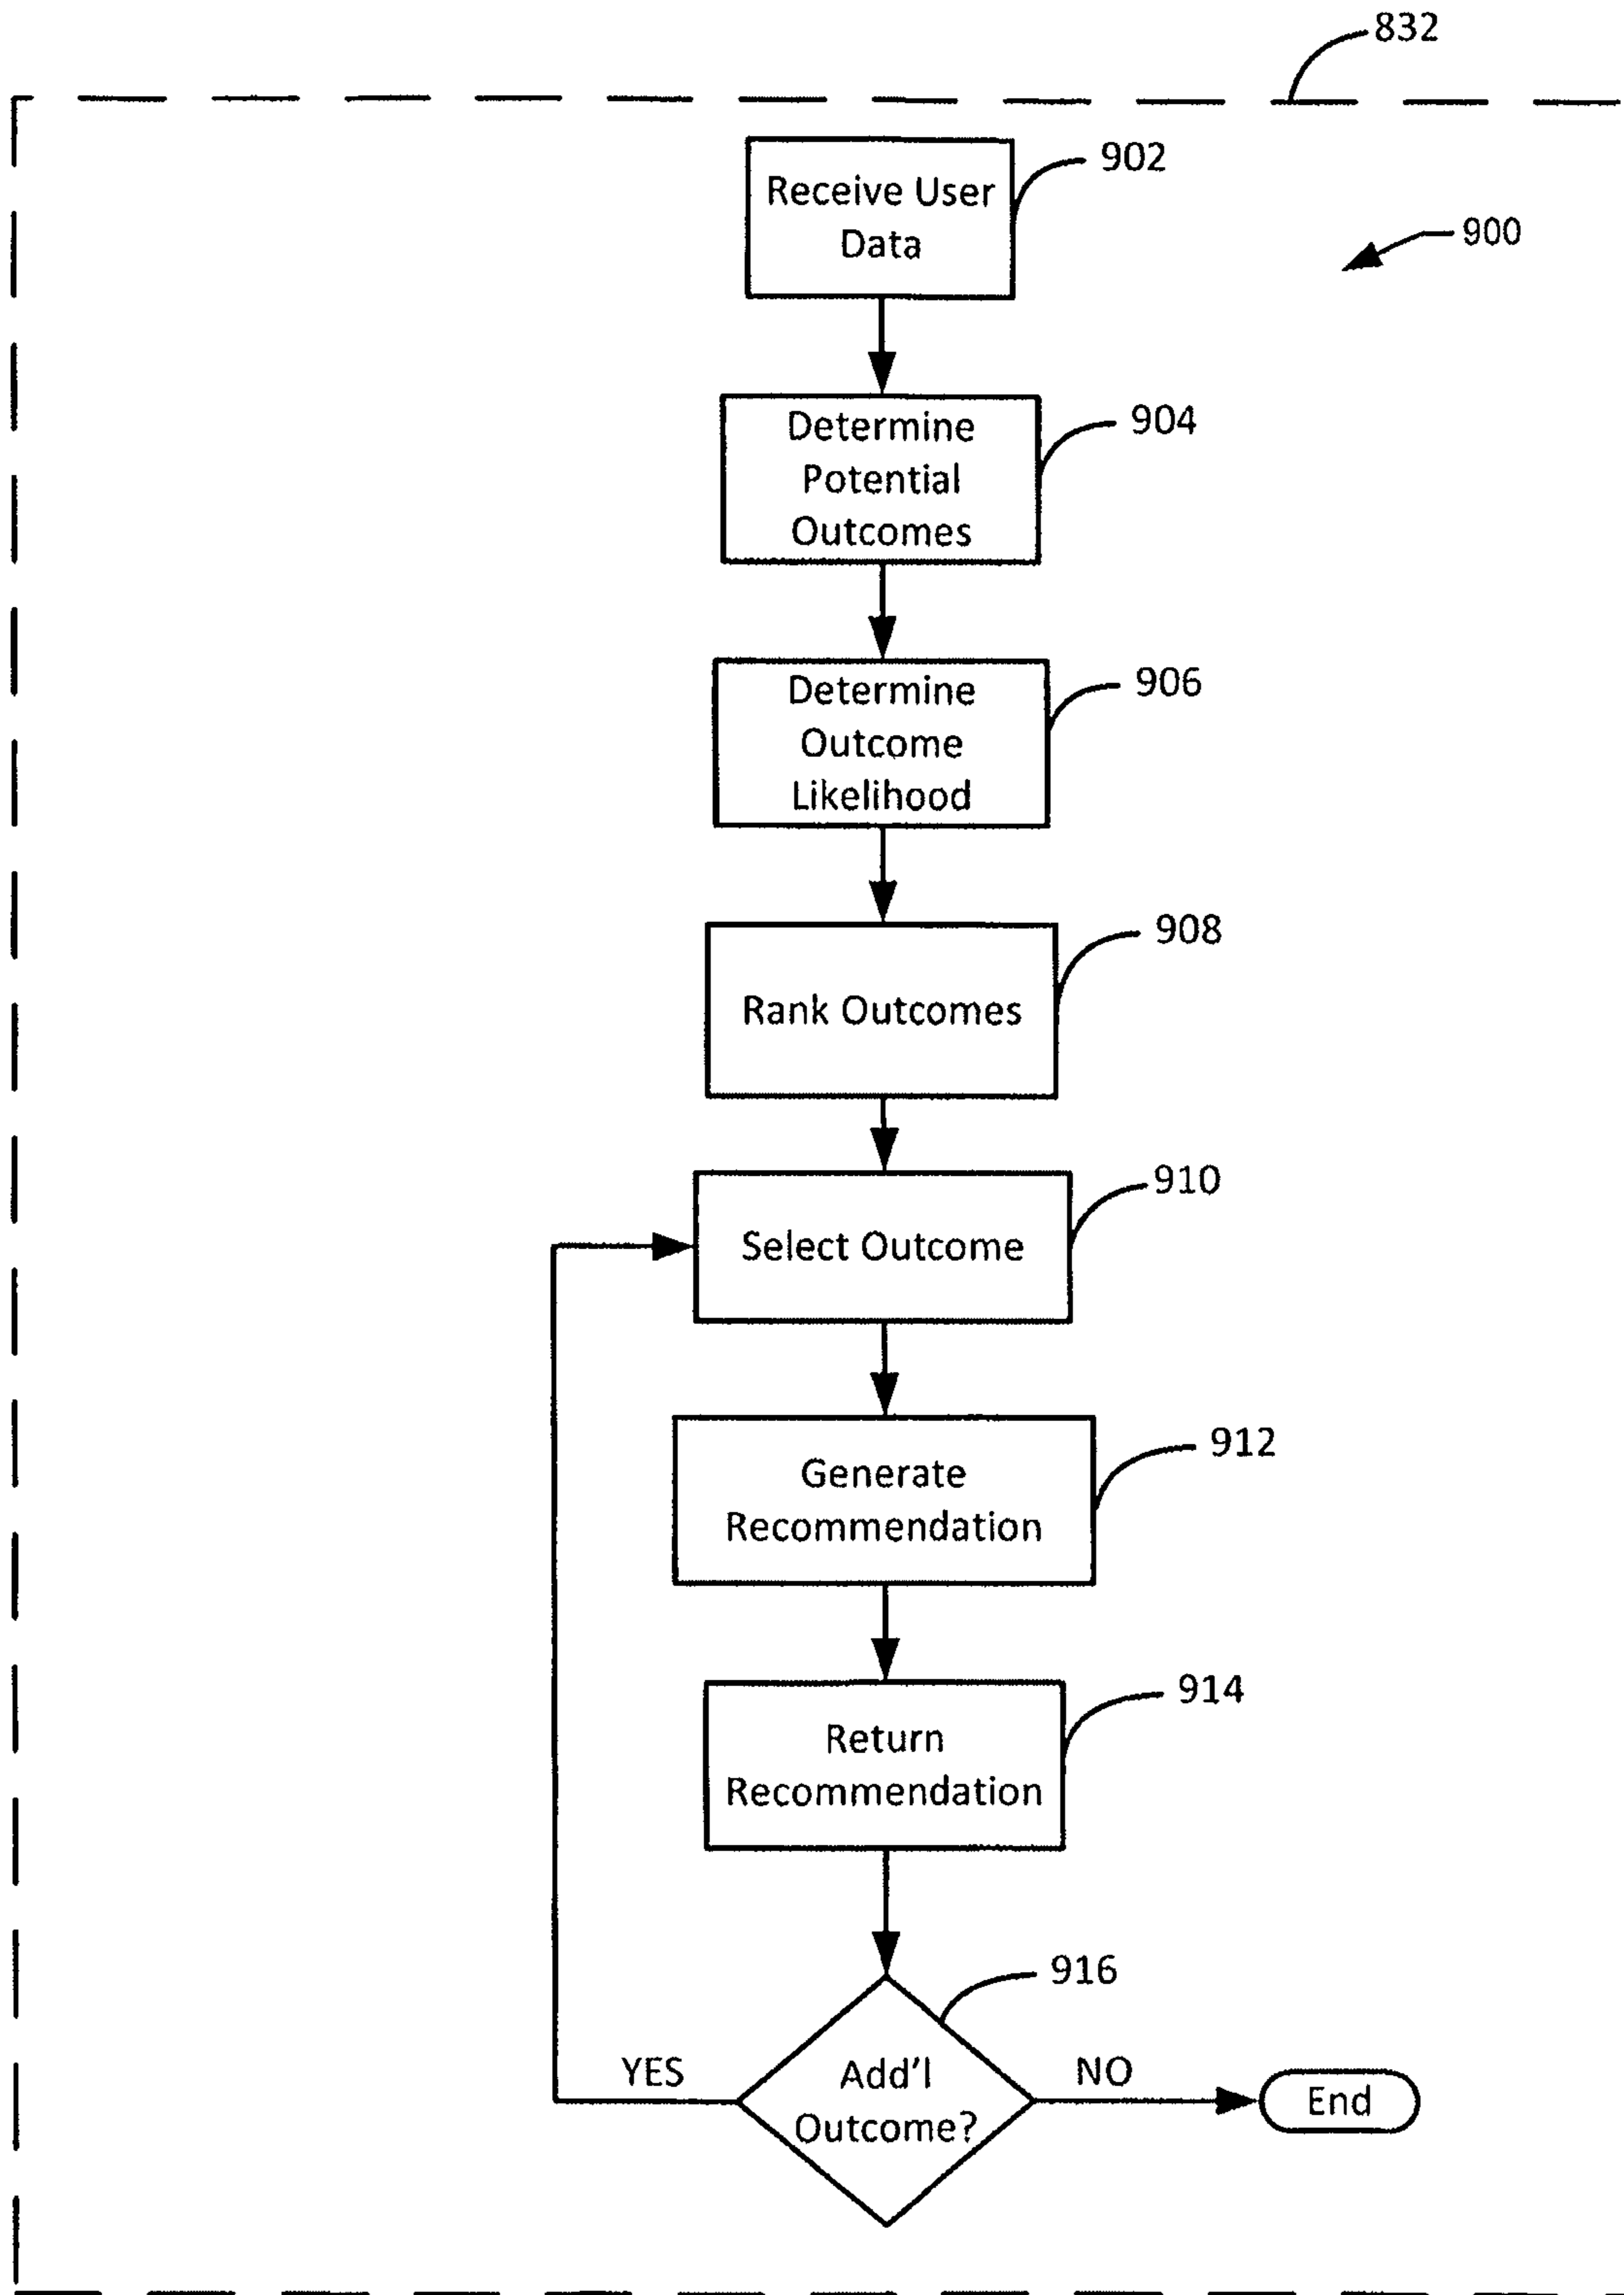 832
Receive User
Data
902
900
Determine
Potential
Outcomes
904
Determine
Outcome
Likelihood
906
Rank Outcomes
908
Select Outcome
910
Generate
Recommendation
912
Return
Recommendation
914
916
Add'l
Outcome?
YES
NO
End